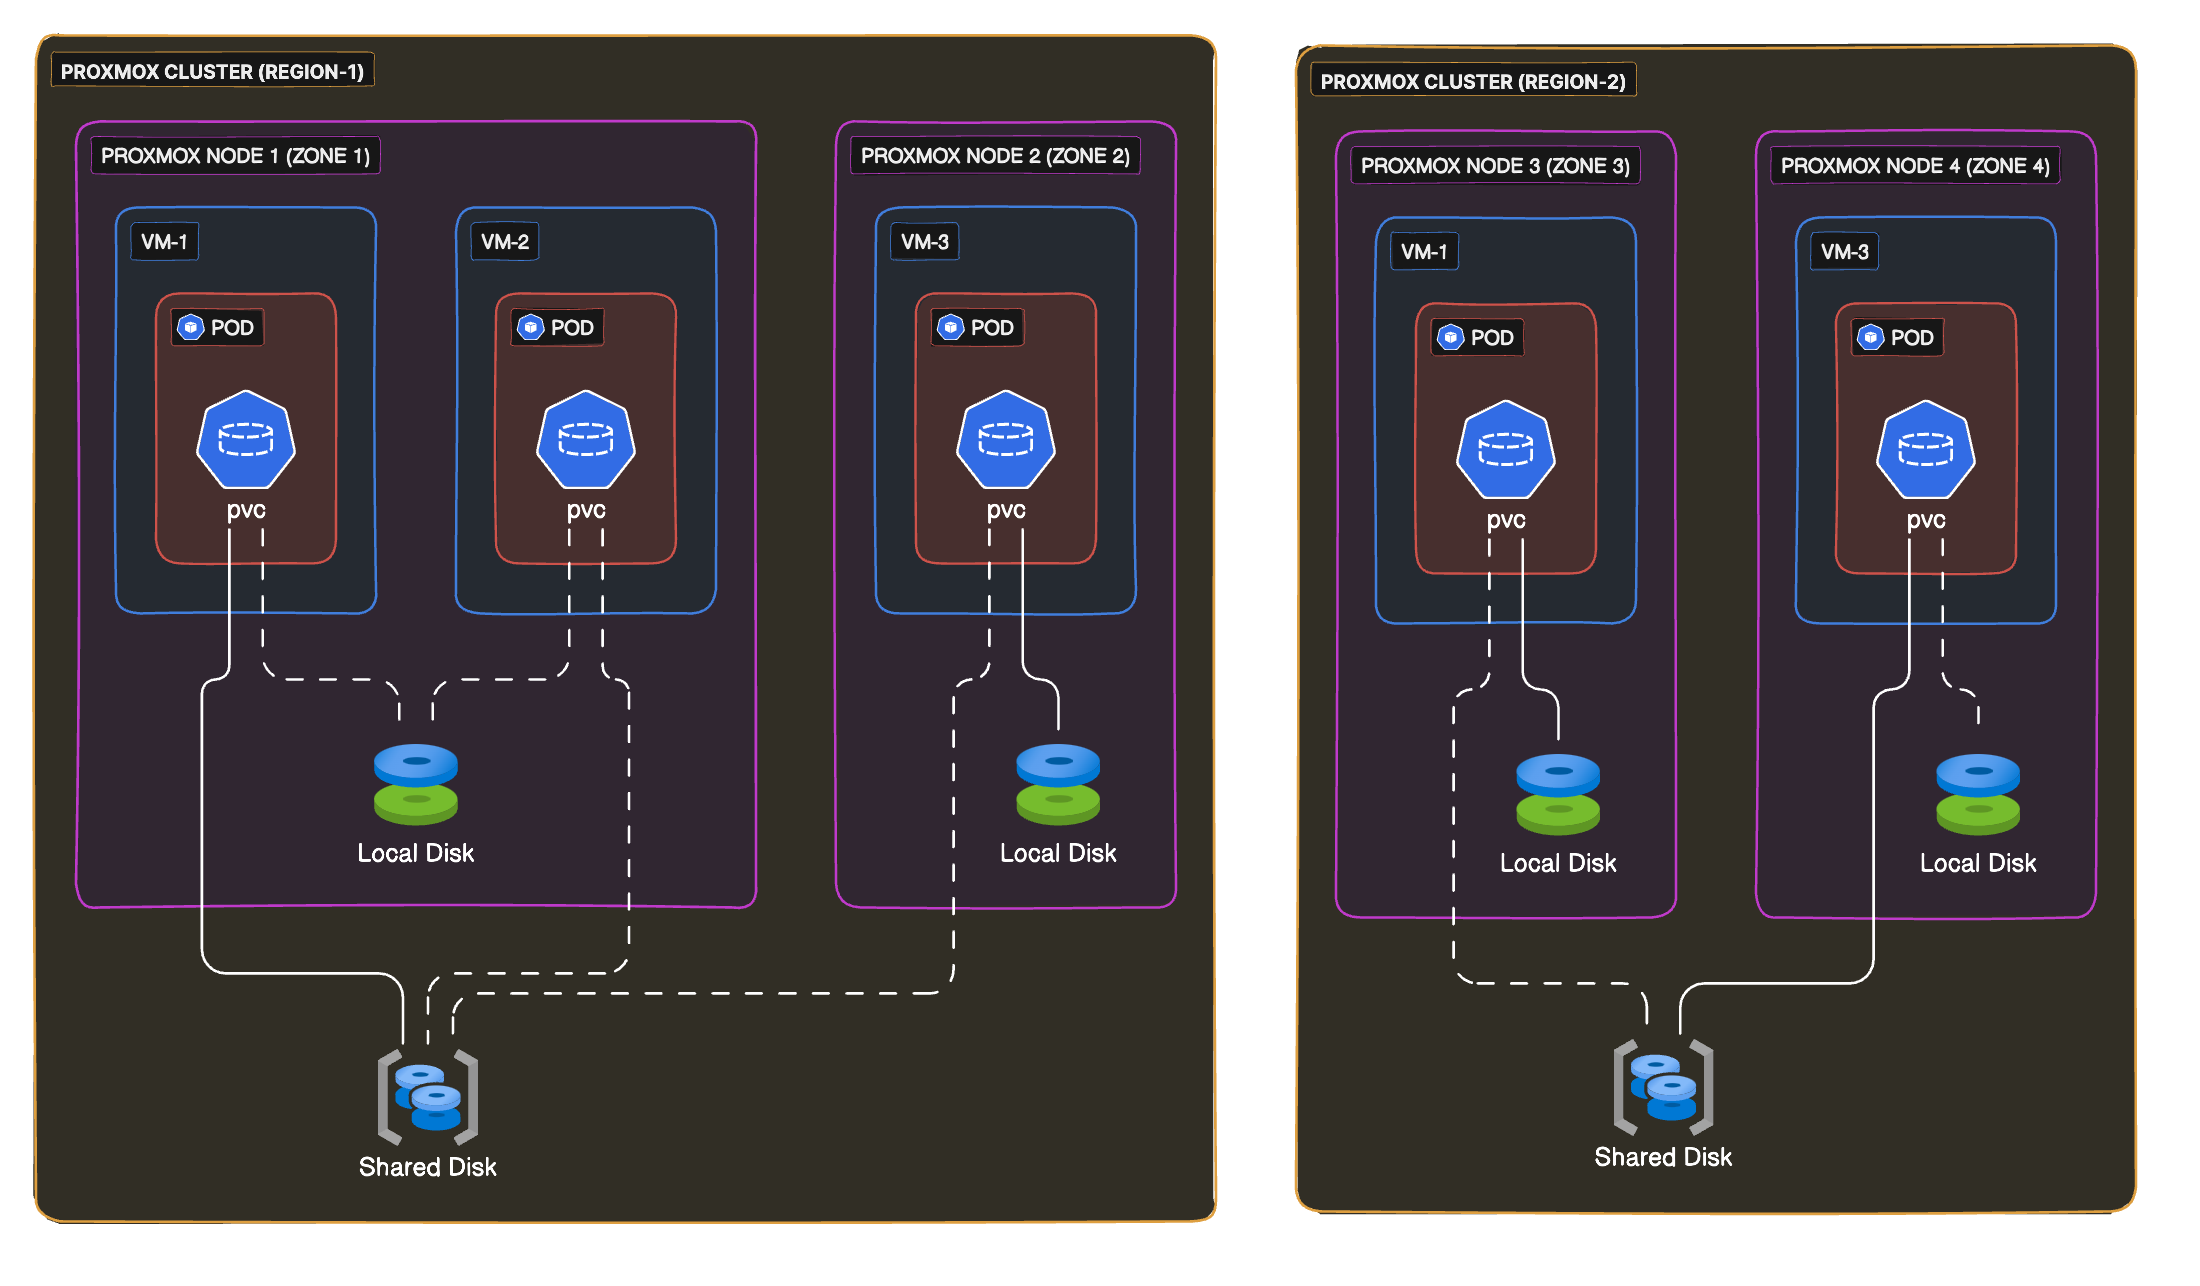 PROXMOX CLUSTER (REGION-1)
PROXMOX NODE 1 (ZONE 1)
VM-1
POD
pvc
VM-2
POD
pvc
Local Disk
PROXMOX NODE 2 (ZONE 2)
VM-3
POD
pvc
Local Disk
Shared Disk
PROXMOX CLUSTER (REGION-2)
PROXMOX NODE 3 (ZONE 3)
VM-1
POD
pvc
Local Disk
PROXMOX NODE 4 (ZONE 4)
VM-3
POD
pvc
Local Disk
Shared Disk